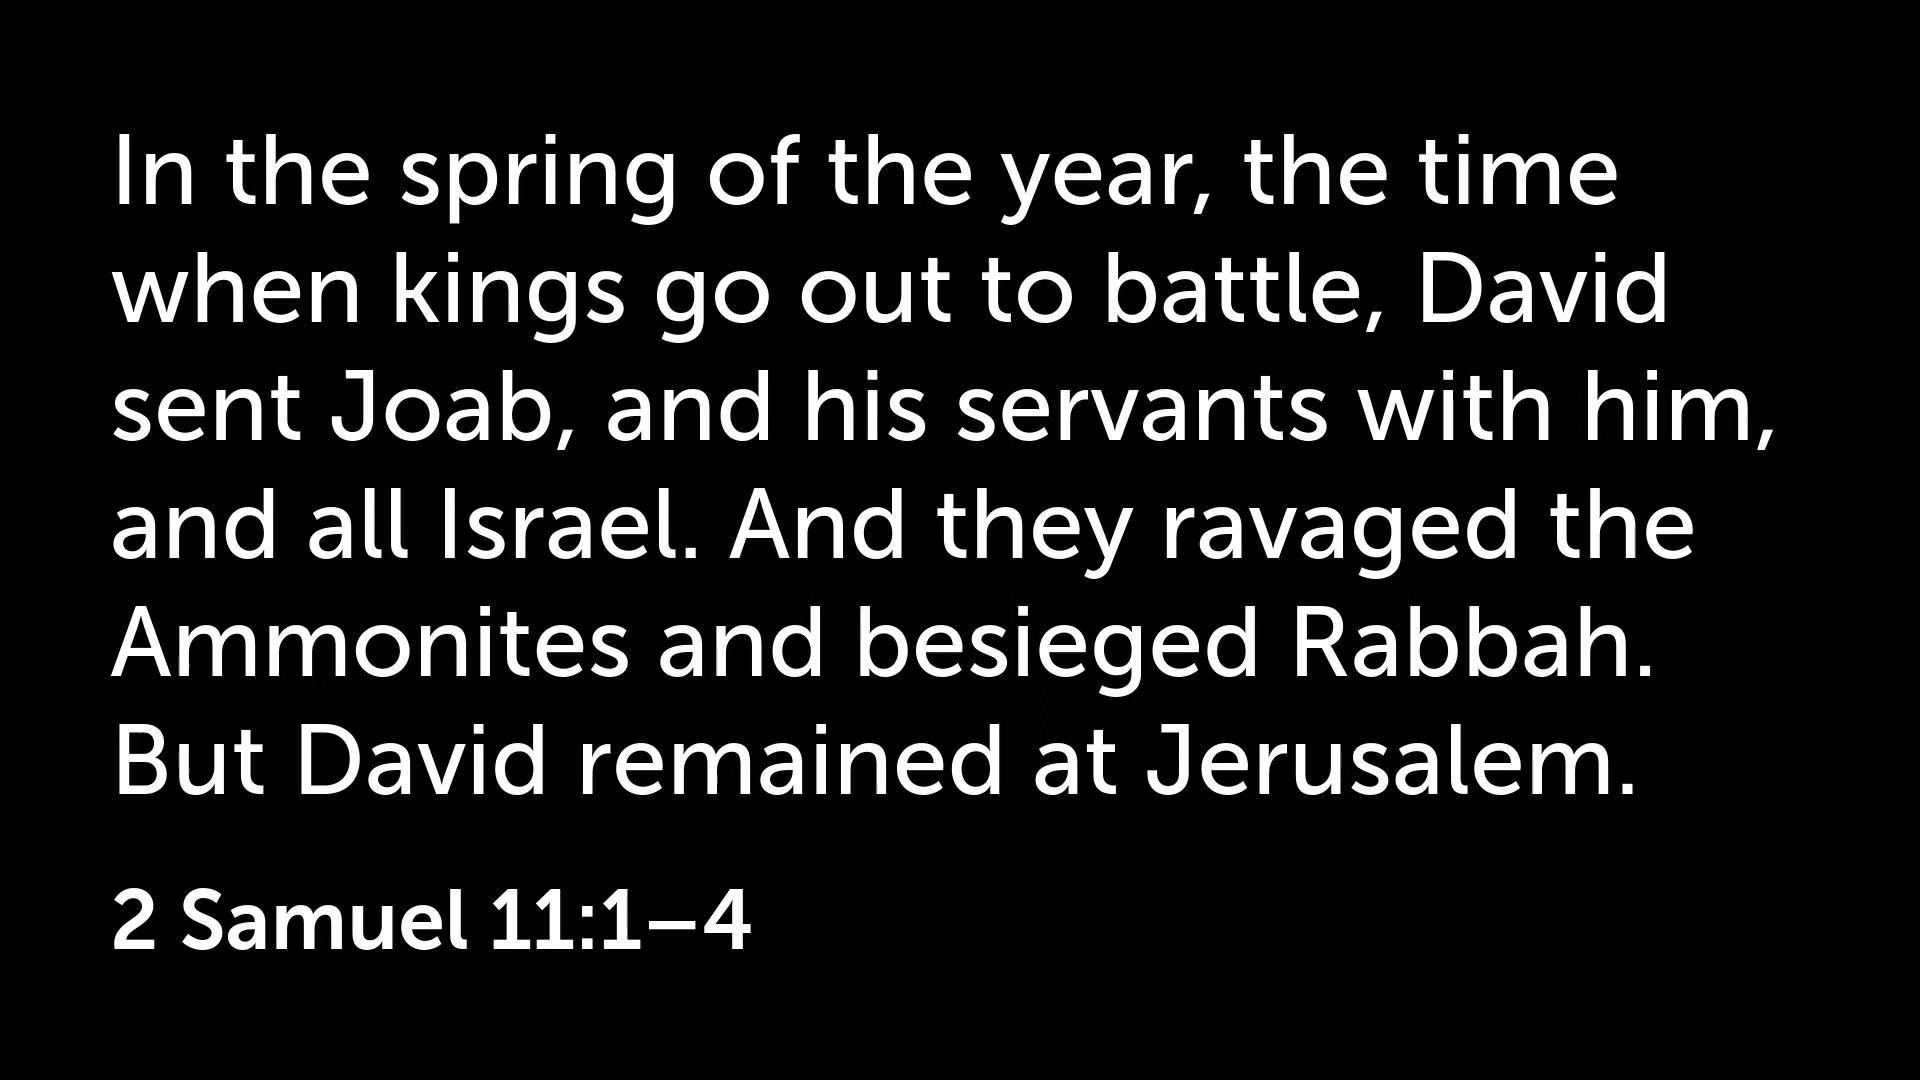 In the spring of the year, the time
when kings go out to battle, David
sent Joab, and his servants with him,
and all Israel. And they ravaged the
Ammonites and besieged Rabbah.
But David remained at Jerusalem.
2 Samuel 11:1–4